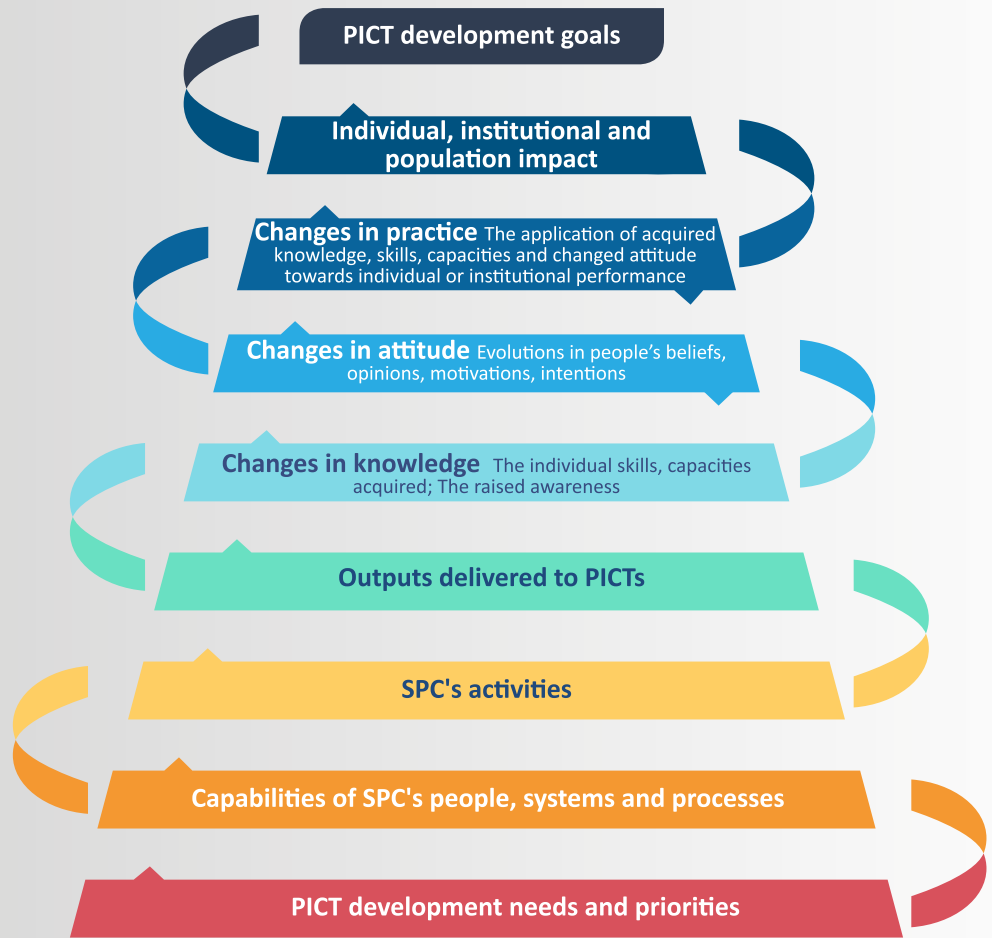 PICT development goals
Individual, institutional and
population impact
Changes in practice The application of acquired
knowledge, skills, capacities and changed attitude
towards individual or institutional performance
Changes in attitude Evolutions in people’s beliefs,
opinions, motivations, intentions
Changes in knowledge The individual skills, capacities
acquired; The raised awareness
Outputs delivered to PICTs
SPC's activities
Capabilities of SPC's people, systems and processes
PICT development needs and priorities